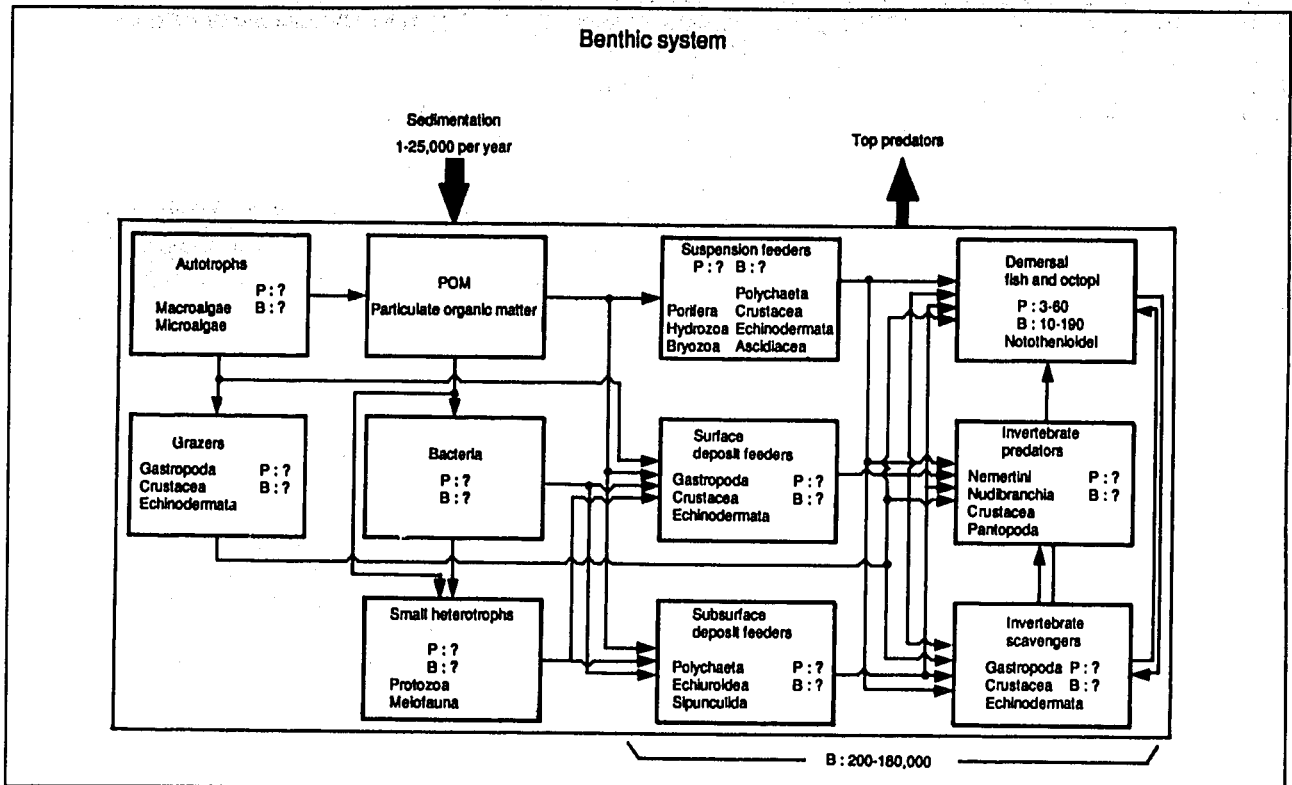 Benthic system
Sedimentation
1-25,000 per year
Top predators
Autotrophs
P : ?
Macroalgae B : ?
Microalgae
POM
Particulate organic matter
Suspension feeders
P : ? B : ?
Polychaeta
Porifera Crustacea
Hydrozoa Echinodermata
Bryozoa Ascidiacea
Demersal
fish and octopi
P : 3-60
B : 10-190
Notothenioidei
Grazers
Gastropoda P : ?
Crustacea B : ?
Echinodermata
Bacteria
P : ?
B : ?
Surface
deposit feeders
Gastropoda P : ?
Crustacea B : ?
Echinodermata
Invertebrate
predators
Nemertini P : ?
Nudibranchia B : ?
Crustacea
Pantopoda
Small heterotrophs
P : ?
B : ?
Protozoa
Meiofauna
Subsurface
deposit feeders
Polychaeta P : ?
Echiuroidea B : ?
Sipunculida
Invertebrate
scavengers
Gastropoda P : ?
Crustacea B : ?
Echinodermata
B : 200-180,000